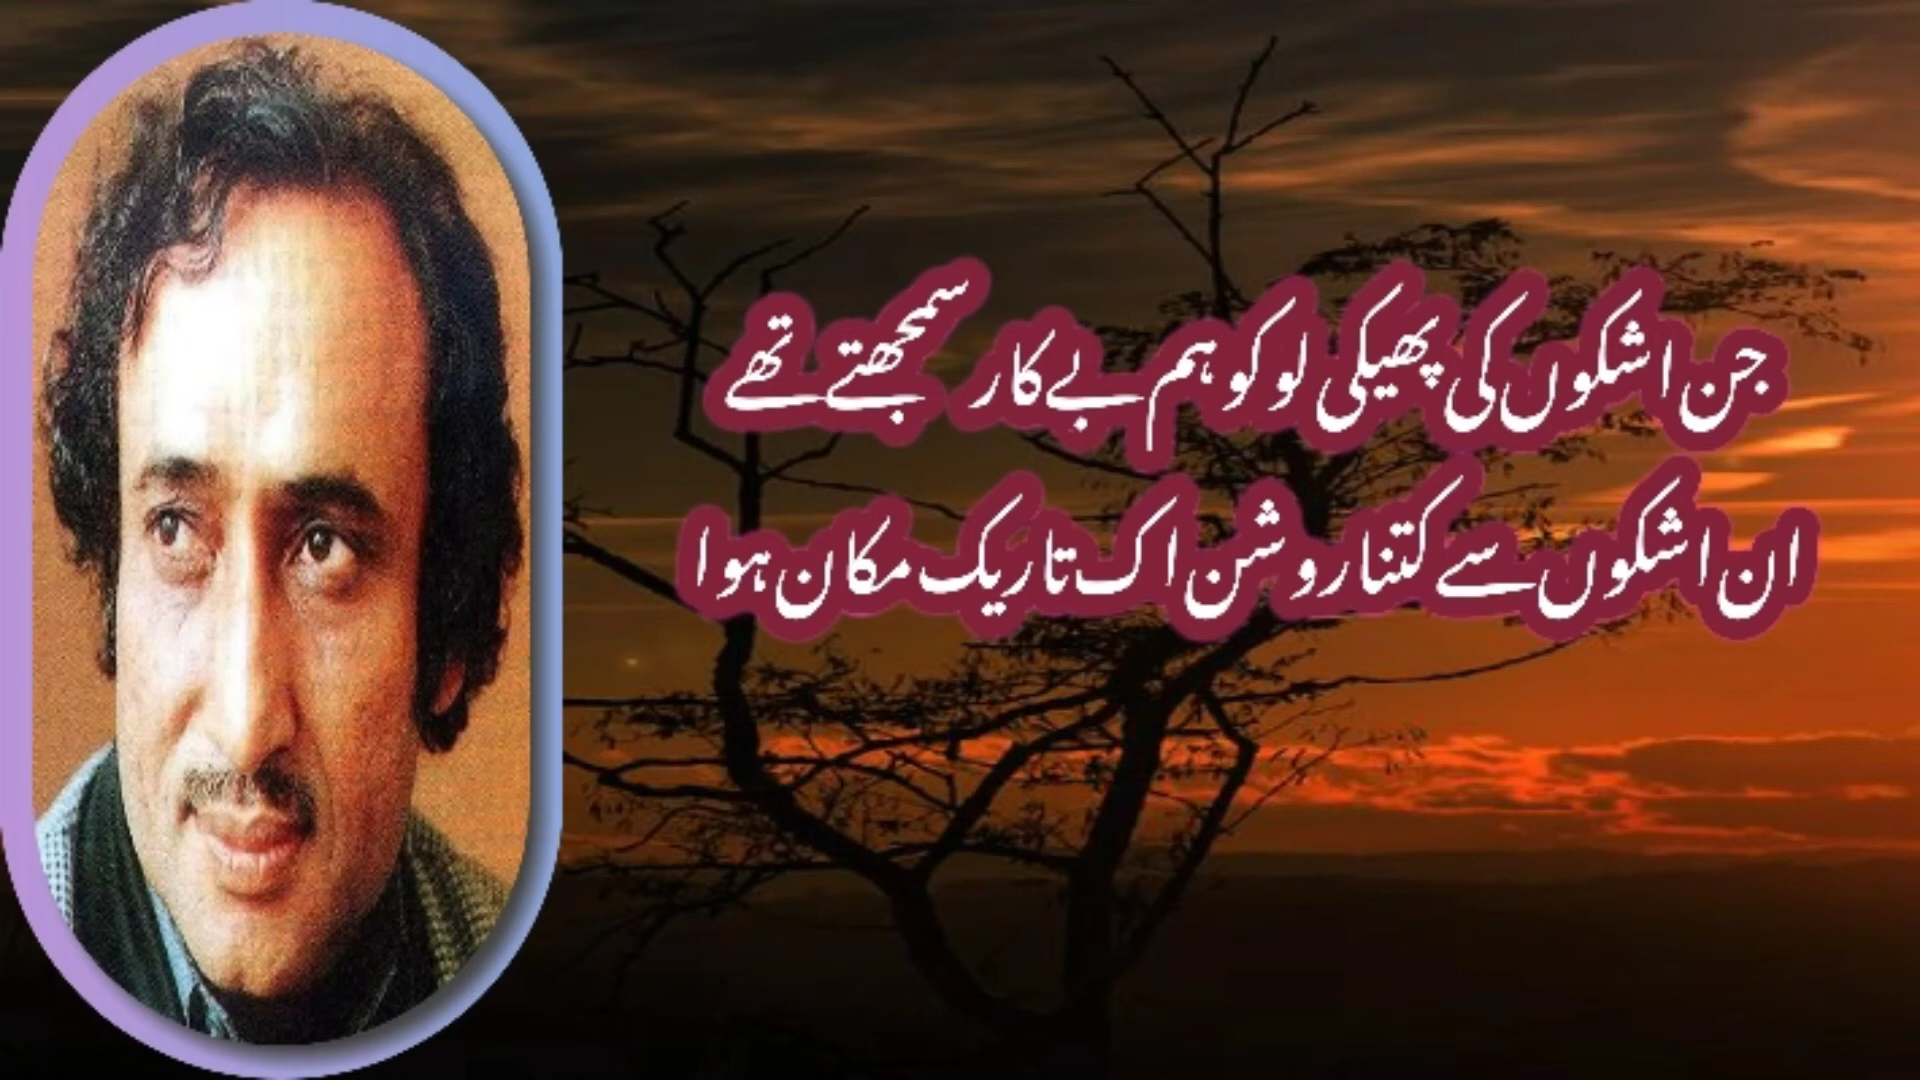 جن اشکوں کی پھیکی لو کو ہم بے کار سمجھتے تھے
ان اشکوں سے کتنا روشن اک تاریک مکان ہوا